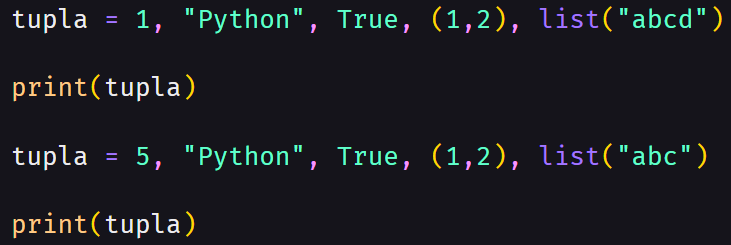 tupla = 1, "Python", True, (1,2), list("abcd")
print(tupla)
tupla = 5, "Python", True, (1,2), list("abc")
print(tupla)